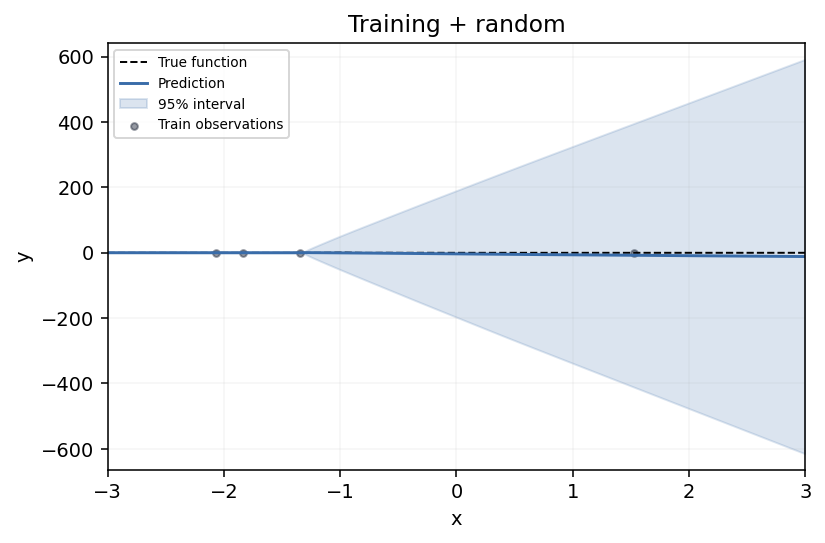 Training + random
True function
Prediction
95% interval
Train observations
600
400
200
0
−200
−400
−600
y
−3
−2
−1
0
1
2
3
x